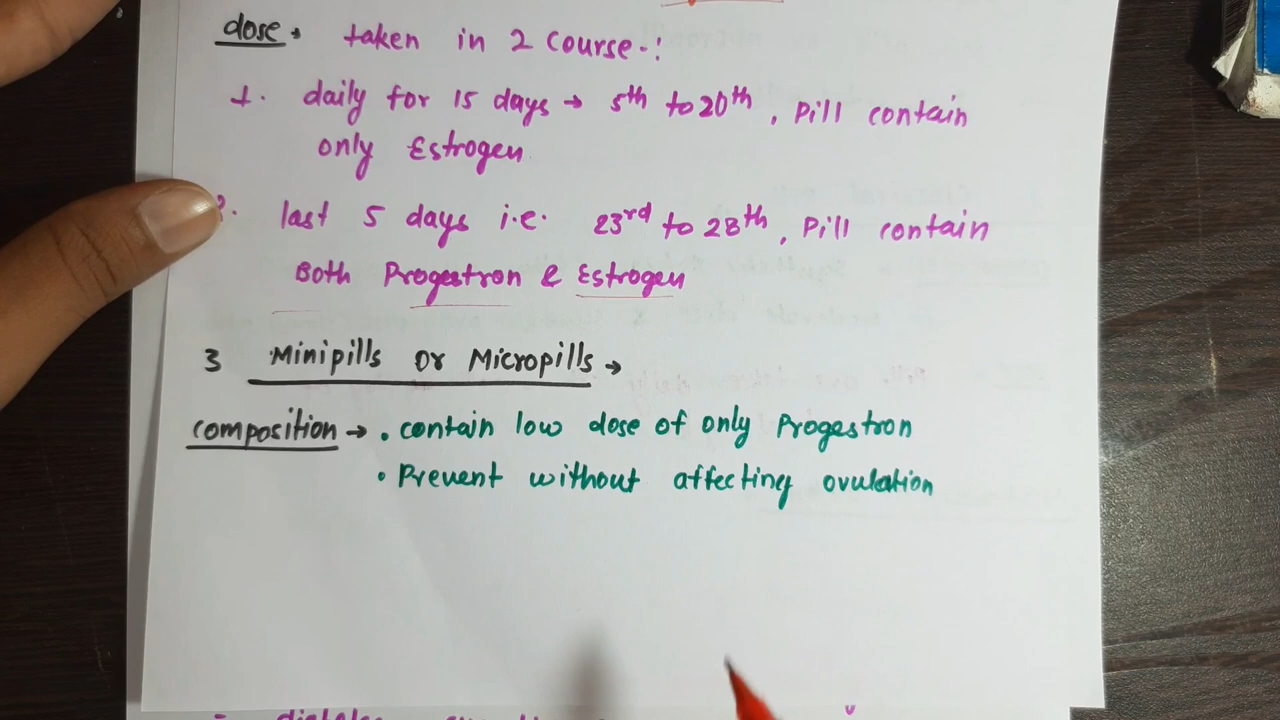 dose • taken in 2 course -:
1. daily for 15 days → 5th to 20th, Pill contain
only Estrogen
2. last 5 days i.e. 23rd to 28th, Pill contain
Both Progestron & Estrogen
3 Minipills or Micropills →
composition → • contain low dose of only Progestron
• Prevent without affecting ovulation